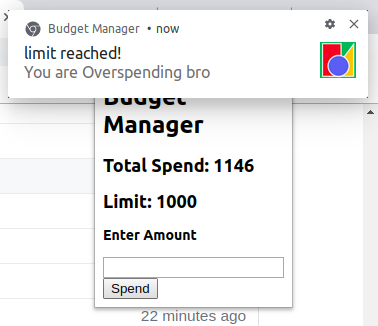 Budget Manager • now
limit reached!
You are Overspending bro
Budget
Manager
Total Spend: 1146
Limit: 1000
Enter Amount
Spend
22 minutes ago